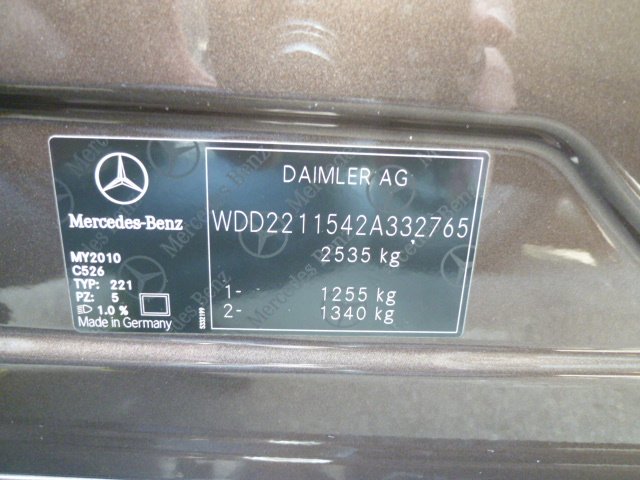 Mercedes-Benz
MY2010
C526
TYP: 221
PZ: 5
1.0 %
Made in Germany
DAIMLER AG
WDD2211542A332765
2535 kg
1- 1255 kg
2- 1340 kg